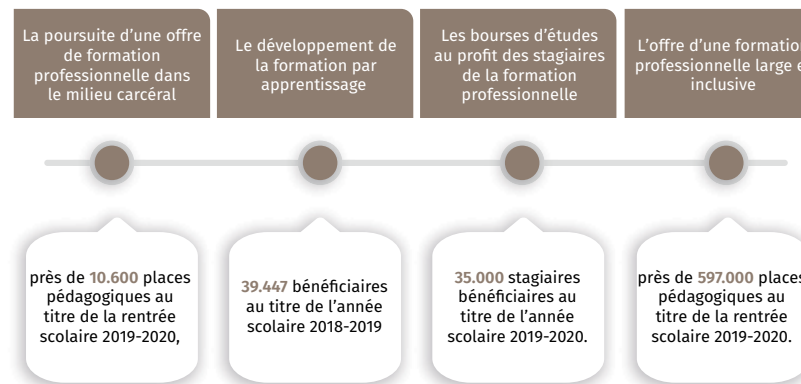 La poursuite d'une offre
de formation
professionnelle dans
le milieu carcéral
Le développement de
la formation par
apprentissage
Les bourses d'études
au profit des stagiaires
de la formation
professionnelle
L'offre d'une formation
professionnelle large e
inclusive
près de 10.600 places
pédagogiques au
titre de la rentrée
scolaire 2019-2020,
39.447 bénéficiaires
au titre de l'année
scolaire 2018-2019
35.000 stagiaires
bénéficiaires au
titre de l'année
scolaire 2019-2020.
près de 597.000 places
pédagogiques au
titre de la rentrée
scolaire 2019-2020.